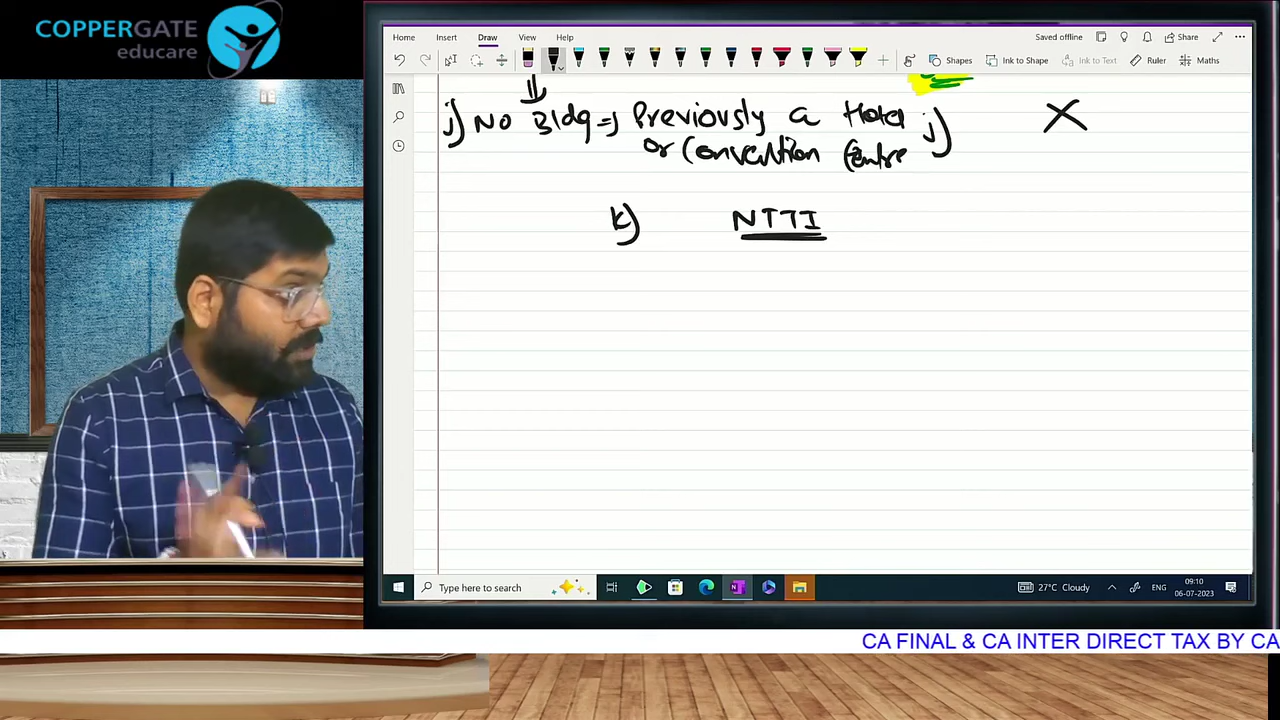 COPPERGATE
educare
Home Insert Draw View Help
Saved offline Share
Ink to Shape Shapes Ink to Text Ruler Maths
j) No Bldg => Previously a Hotel j) X
or Convention Centre
k) NTTI
Type here to search
27°C Cloudy ENG 09:10
06-07-2023
CA FINAL & CA INTER DIRECT TAX BY CA